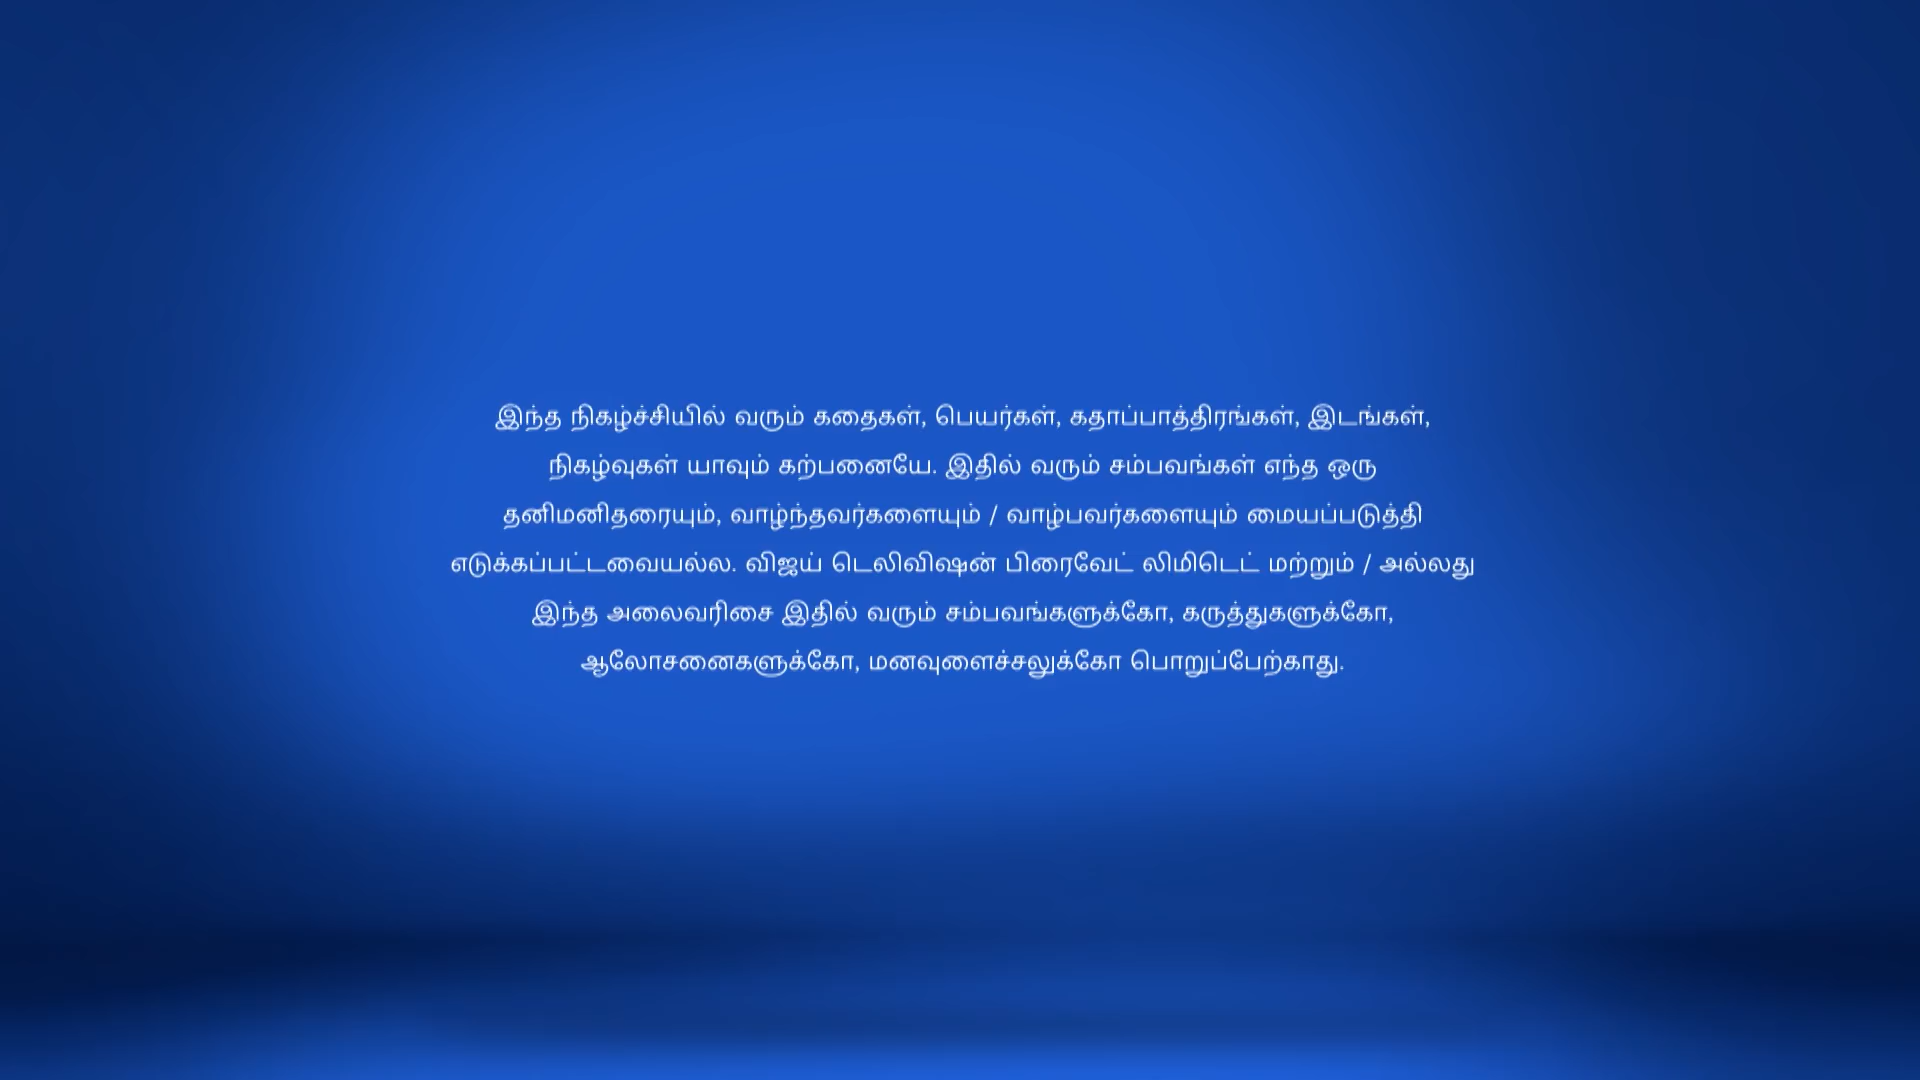 இந்த நிகழ்ச்சியில் வரும் கதைகள், பெயர்கள், கதாப்பாத்திரங்கள், இடங்கள்,
நிகழ்வுகள் யாவும் கற்பனையே. இதில் வரும் சம்பவங்கள் எந்த ஒரு
தனிமனிதரையும், வாழ்ந்தவர்களையும் / வாழ்பவர்களையும் மையப்படுத்தி
எடுக்கப்பட்டவையல்ல. விஜய் டெலிவிஷன் பிரைவேட் லிமிடெட் மற்றும் / அல்லது
இந்த அலைவரிசை இதில் வரும் சம்பவங்களுக்கோ, கருத்துகளுக்கோ,
ஆலோசனைகளுக்கோ, மனவுளைச்சலுக்கோ பொறுப்பேற்காது.